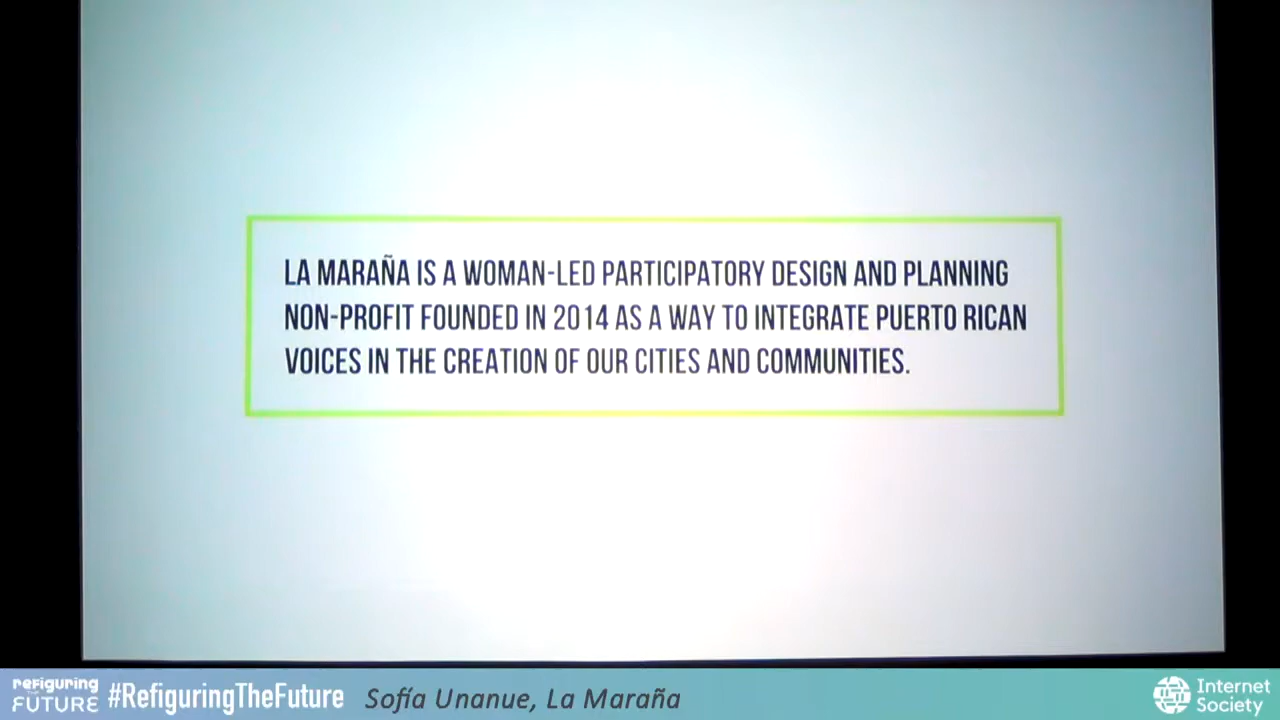 LA MARAÑA IS A WOMAN-LED PARTICIPATORY DESIGN AND PLANNING
NON-PROFIT FOUNDED IN 2014 AS A WAY TO INTEGRATE PUERTO RICAN
VOICES IN THE CREATION OF OUR CITIES AND COMMUNITIES.
refiguring
THE
FUTURE
#RefiguringTheFuture
Sofía Unanue, La Maraña
Internet
Society